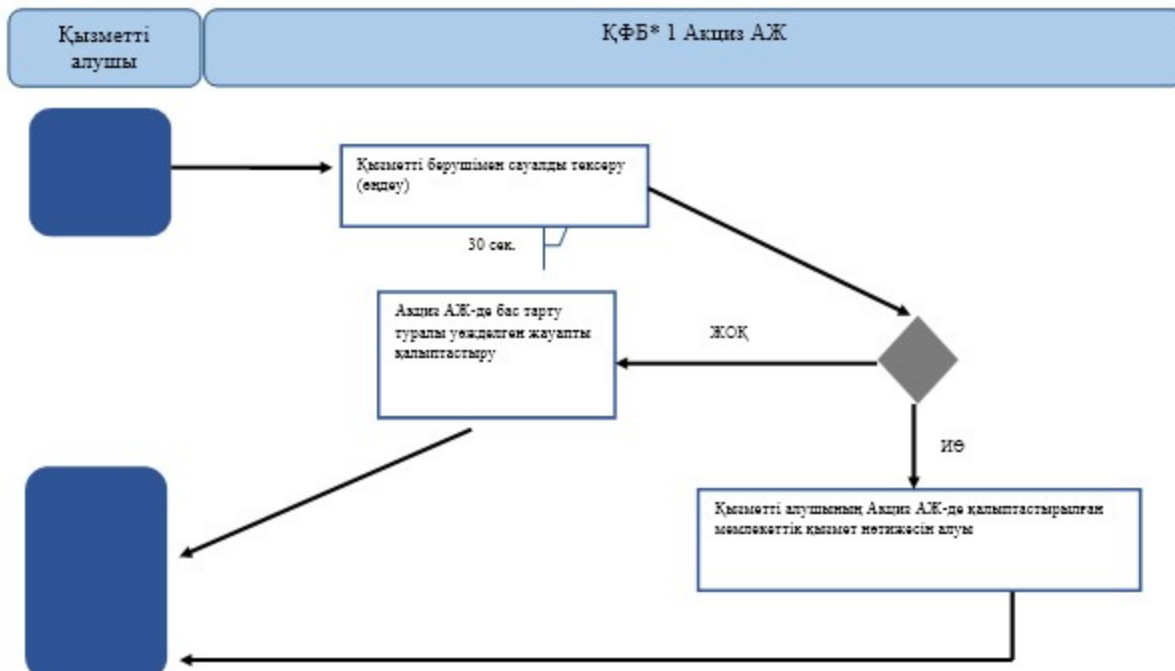 Қызметті
алушы
ҚФБ* 1 Акциз АЖ
Қызметті берушімен сауалды тексеру
(өңдеу)
30 сек.
Акциз АЖ-де бас тарту
туралы уәжделген жауапты
қалыптастыру
ЖОҚ
ИӘ
Қызметті алушының Акциз АЖ-де қалыптастырылған
мемлекеттік қызмет нәтижесін алуы